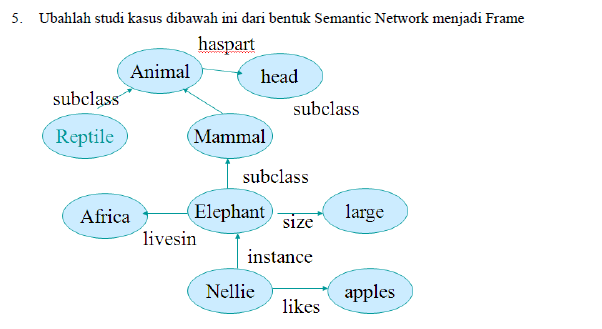 5. Ubahlah studi kasus dibawah ini dari bentuk Semantic Network menjadi Frame
haspart
Animal
head
subclass
subclass
Reptile
Mammal
subclass
Africa
Elephant
size
large
livesin
instance
Nellie
likes
apples